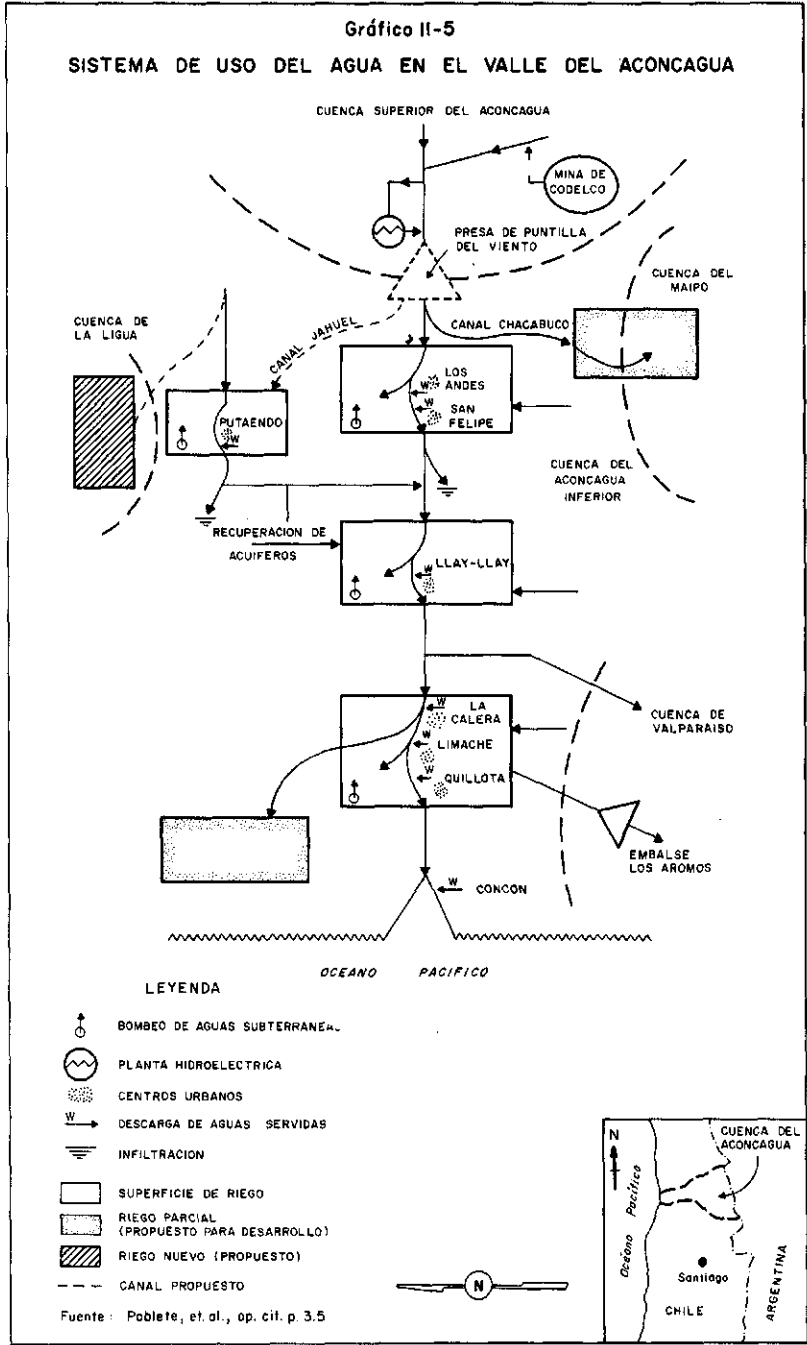 Gráfico II-5
SISTEMA DE USO DEL AGUA EN EL VALLE DEL ACONCAGUA
CUENCA SUPERIOR DEL ACONCAGUA
MINA DE
CODELCO
PRESA DE PUNTILLA
DEL VIENTO
CUENCA DEL
MAIPO
CUENCA DE
LA LIGUA
CANAL JAHUEL
CANAL CHACABUCO
LOS
ANDES
W
W
SAN
FELIPE
PUTAENDO
W
CUENCA DEL
ACONCAGUA
INFERIOR
RECUPERACION DE
ACUIFEROS
LLAY-LLAY
W
CUENCA DE
VALPARAISO
W
LA
CALERA
W
LIMACHE
W
QUILLOTA
EMBALSE
LOS AROMOS
W
CONCON
OCEANO PACIFICO
LEYENDA
BOMBEO DE AGUAS SUBTERRANEA
PLANTA HIDROELECTRICA
CENTROS URBANOS
W
DESCARGA DE AGUAS SERVIDAS
INFILTRACION
SUPERFICIE DE RIEGO
RIEGO PARCIAL
(PROPUESTO PARA DESARROLLO)
RIEGO NUEVO (PROPUESTO)
CANAL PROPUESTO
N
Fuente : Poblete, et. al., op. cit. p. 3.5
N
CUENCA DEL
ACONCAGUA
Océano Pacífico
Santiago
CHILE
ARGENTINA